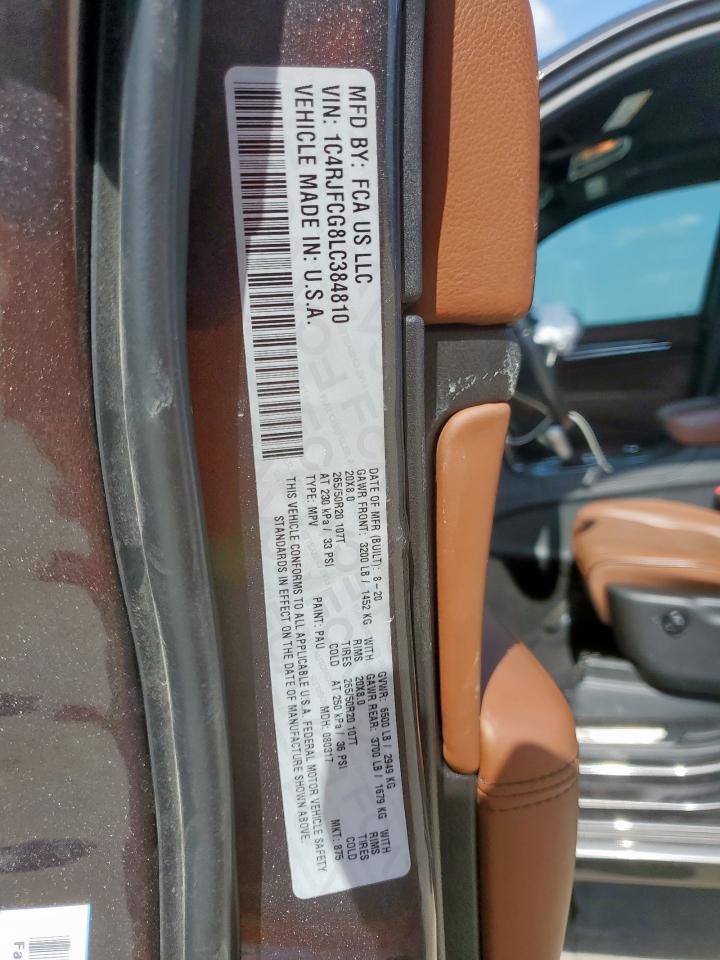 MFD BY: FCA US LLC
VIN: 1C4RJFCG8LC384810
VEHICLE MADE IN: U.S.A.
DATE OF MFR (BUILT): 8-20 GVWR: 6500 LB / 2949 KG
GAWR FRONT: 3200 LB / 1452 KG WITH GAWR REAR: 3700 LB / 1679 KG WITH
20X8.0 RIMS 20X8.0 RIMS
265/50R20 107T TIRES 265/50R20 107T TIRES
AT 230 kPa / 33 PSI COLD AT 250 kPa / 36 PSI COLD
TYPE: MPV PAINT: PAU MDH: 080317 MKT: 875
THIS VEHICLE CONFORMS TO ALL APPLICABLE U.S.A. FEDERAL MOTOR VEHICLE SAFETY
STANDARDS IN EFFECT ON THE DATE OF MANUFACTURE SHOWN ABOVE
Fa